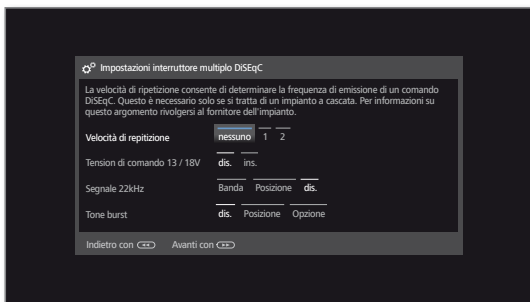 Impostazioni interruttore multiplo DiSEqC
La velocità di ripetizione consente di determinare la frequenza di emissione di un comando
DiSEqC. Questo è necessario solo se si tratta di un impianto a cascata. Per informazioni su
questo argomento rivolgersi al fornitore dell'impianto.
Velocità di repitizione nessuno 1 2
Tension di comando 13 / 18V dis. ins.
Segnale 22kHz Banda Posizione dis.
Tone burst dis. Posizione Opzione
Indietro con Avanti con